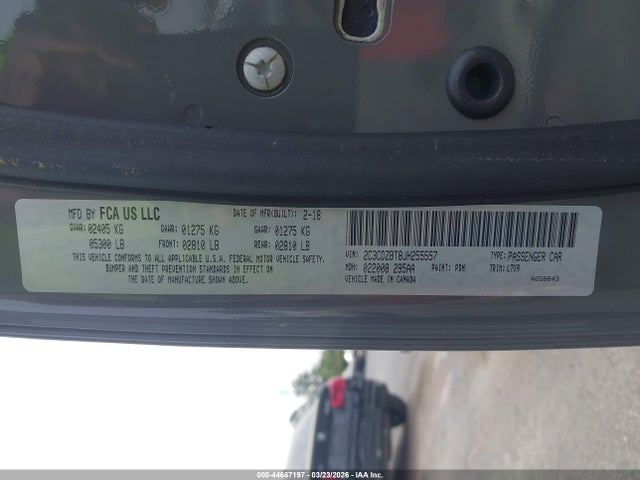 MFD BY FCA US LLC DATE OF MFR(BUILT): 2-18
GVWR: 02405 KG GAWR: 01275 KG GAWR: 01275 KG
05300 LB FRONT: 02810 LB REAR: 02810 LB
THIS VEHICLE CONFORMS TO ALL APPLICABLE U.S.A. FEDERAL MOTOR VEHICLE SAFETY
BUMPER AND THEFT PREVENTION STANDARDS IN EFFECT ON
THE DATE OF MANUFACTURE SHOWN ABOVE.
VIN: 2C3CDZBT8JH255557 TYPE: PASSENGER CAR
MDH: 022008 295AA PAINT: PDN TRIM: L7X9
VEHICLE MADE IN CANADA 4658843
000-44667197 - 03/23/2026 - IAA Inc.